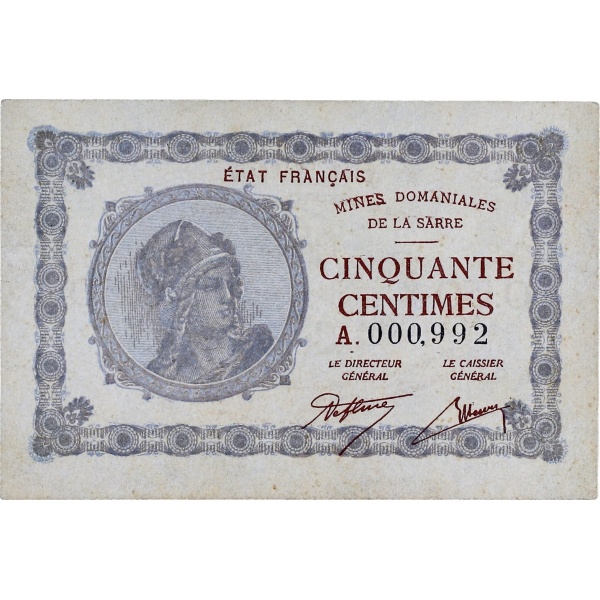 ÉTAT FRANÇAIS
MINES DOMANIALES
DE LA SARRE
CINQUANTE
CENTIMES
A. 000,992
LE DIRECTEUR
GÉNÉRAL
LE CAISSIER
GÉNÉRAL